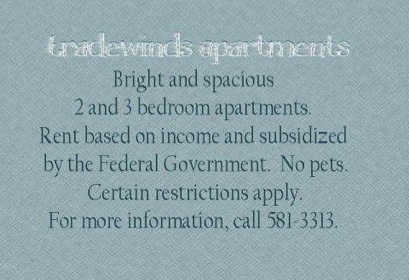 tradewinds apartments
Bright and spacious
2 and 3 bedroom apartments.
Rent based on income and subsidized
by the Federal Government. No pets.
Certain restrictions apply.
For more information, call 581-3313.